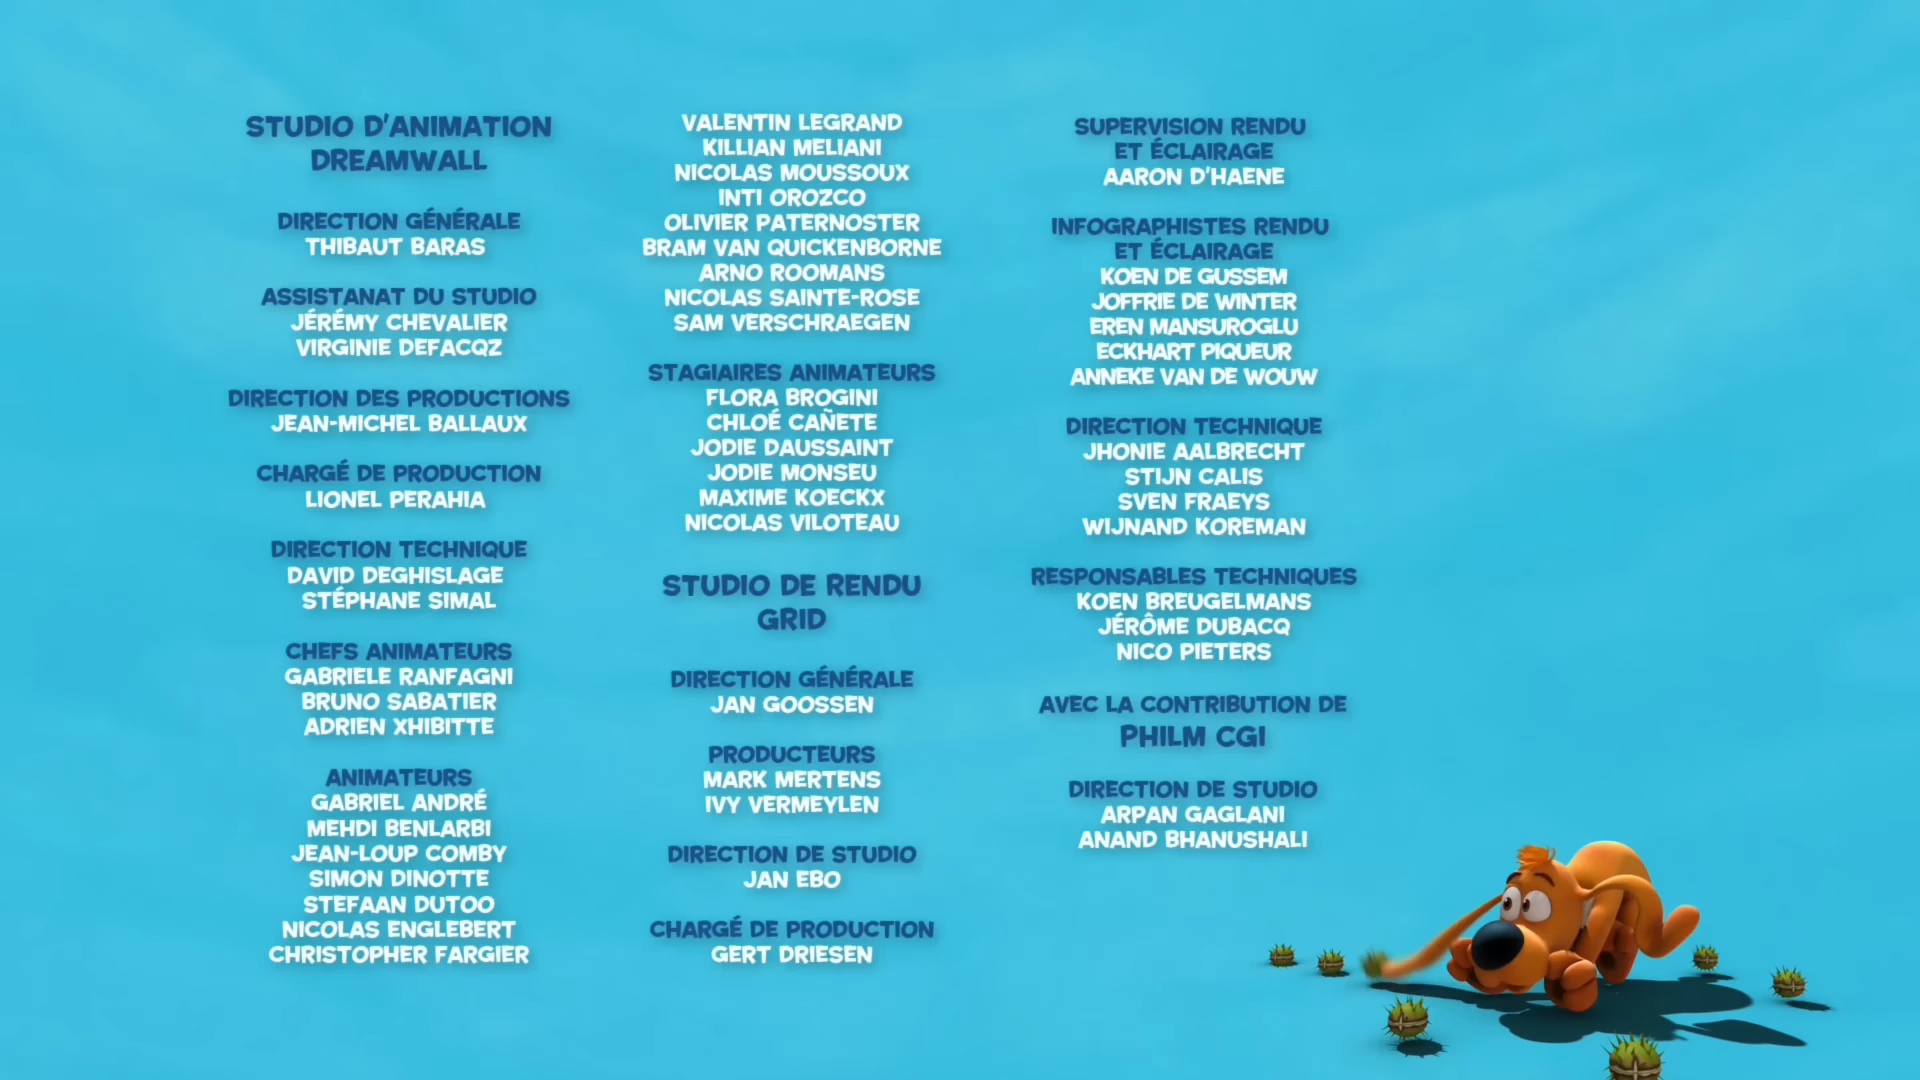 STUDIO D'ANIMATION
DREAMWALL
DIRECTION GÉNÉRALE
THIBAUT BARAS
ASSISTANAT DU STUDIO
JÉRÉMY CHEVALIER
VIRGINIE DEFACQZ
DIRECTION DES PRODUCTIONS
JEAN-MICHEL BALLAUX
CHARGÉ DE PRODUCTION
LIONEL PERAHIA
DIRECTION TECHNIQUE
DAVID DEGHISLAGE
STÉPHANE SIMAL
CHEFS ANIMATEURS
GABRIELE RANFAGNI
BRUNO SABATIER
ADRIEN XHIBITTE
ANIMATEURS
GABRIEL ANDRÉ
MEHDI BENLARBI
JEAN-LOUP COMBY
SIMON DINOTTE
STEFAAN DUTOO
NICOLAS ENGLEBERT
CHRISTOPHER FARGIER
VALENTIN LEGRAND
KILLIAN MELIANI
NICOLAS MOUSSOUX
INTI OROZCO
OLIVIER PATERNOSTER
BRAM VAN QUICKENBORNE
ARNO ROOMANS
NICOLAS SAINTE-ROSE
SAM VERSCHRAEGEN
STAGIAIRES ANIMATEURS
FLORA BROGINI
CHLOÉ CAÑETE
JODIE DAUSSAINT
JODIE MONSEU
MAXIME KOECKX
NICOLAS VILOTEAU
STUDIO DE RENDU
GRID
DIRECTION GÉNÉRALE
JAN GOOSSEN
PRODUCTEURS
MARK MERTENS
IVY VERMEYLEN
DIRECTION DE STUDIO
JAN EBO
CHARGÉ DE PRODUCTION
GERT DRIESEN
SUPERVISION RENDU
ET ÉCLAIRAGE
AARON D'HAENE
INFOGRAPHISTES RENDU
ET ÉCLAIRAGE
KOEN DE GUSSEM
JOFFRIE DE WINTER
EREN MANSUROGLU
ECKHART PIQUEUR
ANNEKE VAN DE WOUW
DIRECTION TECHNIQUE
JHONIE AALBRECHT
STIJN CALIS
SVEN FRAEYS
WIJNAND KOREMAN
RESPONSABLES TECHNIQUES
KOEN BREUGELMANS
JÉRÔME DUBACQ
NICO PIETERS
AVEC LA CONTRIBUTION DE
PHILM CGI
DIRECTION DE STUDIO
ARPAN GAGLANI
ANAND BHANUSHALI